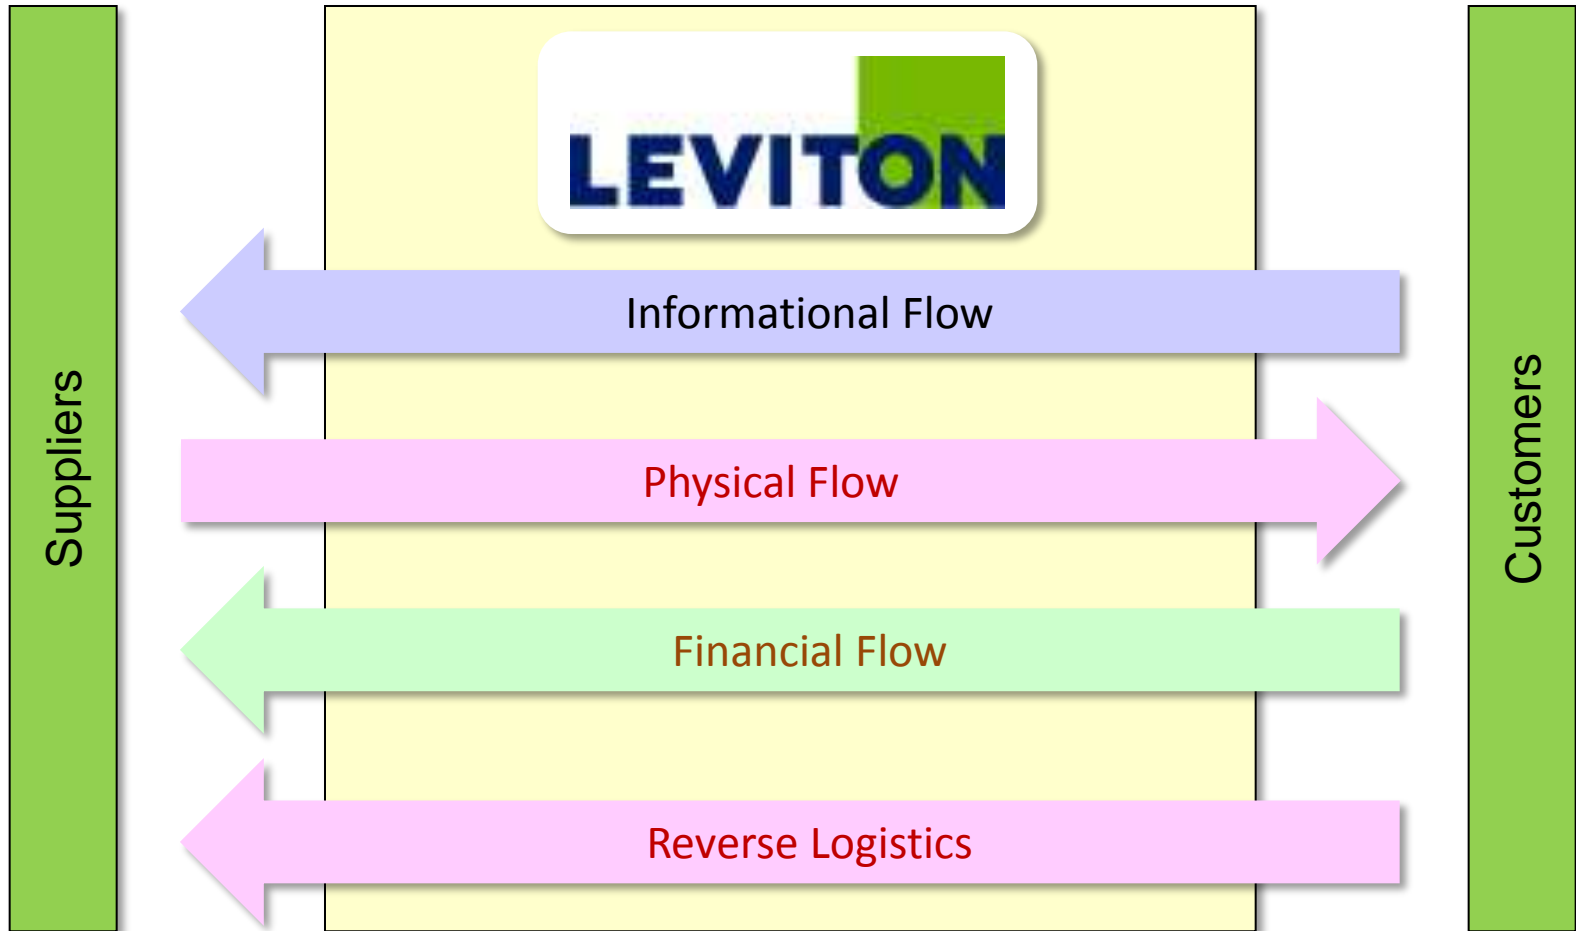 LEVITON
Informational Flow
Suppliers
Physical Flow
Customers
Financial Flow
Reverse Logistics